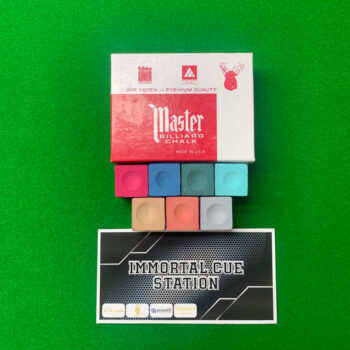 ONE DOZEN — PREMIUM QUALITY
Master
BILLIARD
CHALK
MADE IN U.S.A.
IMMORTAL CUE
STATION